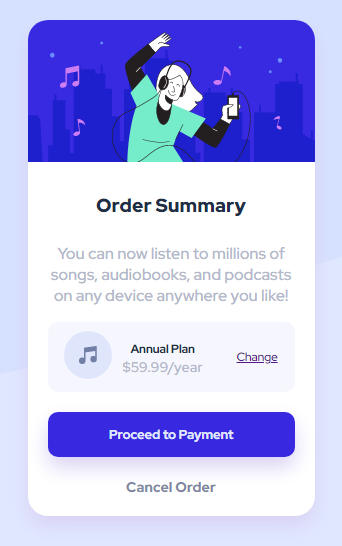 Order Summary
You can now listen to millions of
songs, audiobooks, and podcasts
on any device anywhere you like!
Annual Plan
$59.99/year
Change
Proceed to Payment
Cancel Order